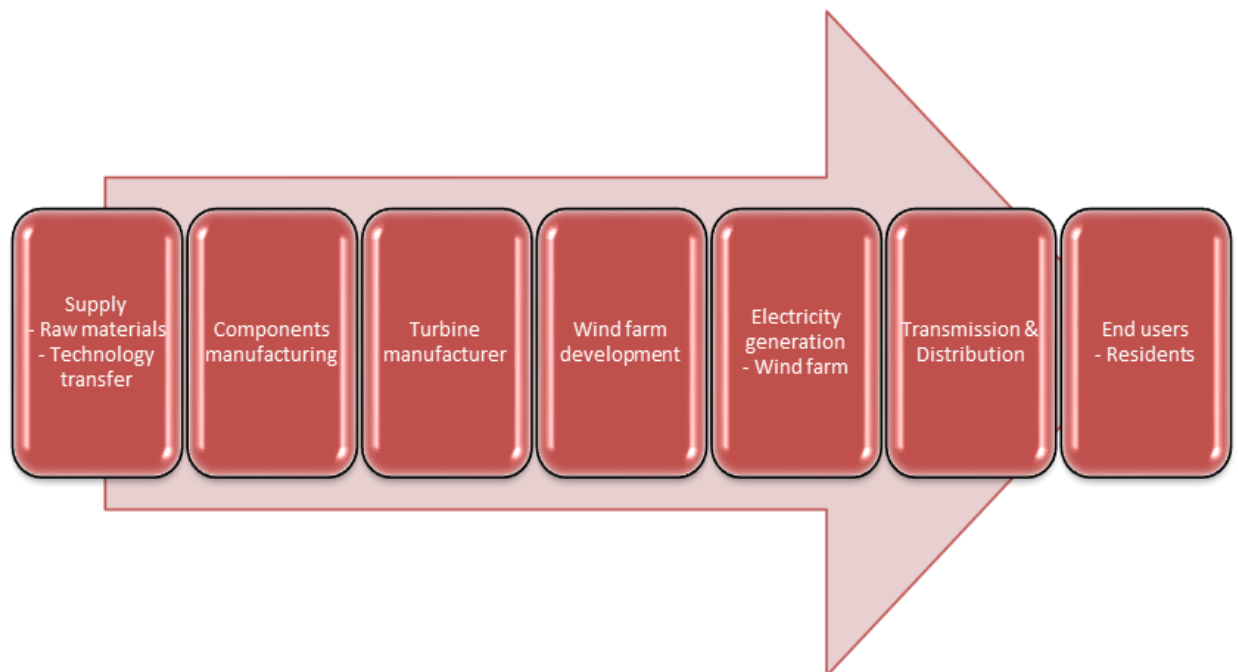 Supply
- Raw materials
- Technology
transfer
Components
manufacturing
Turbine
manufacturer
Wind farm
development
Electricity
generation
- Wind farm
Transmission &
Distribution
End users
- Residents